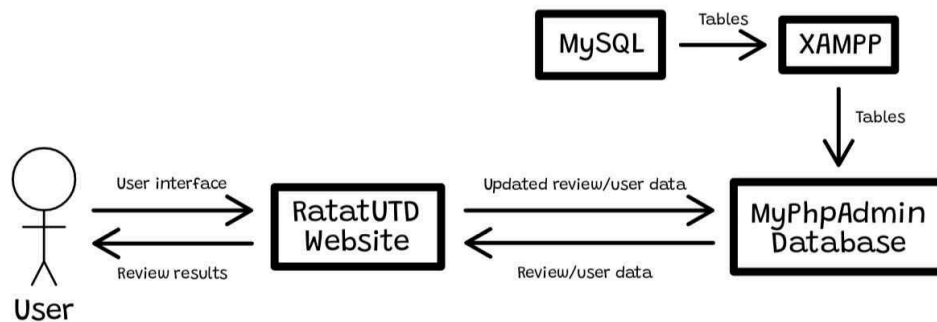 Tables
MySQL
XAMPP
Tables
User interface
Updated review/user data
RatatUTD
Website
MyPhpAdmin
Database
Review results
Review/user data
User